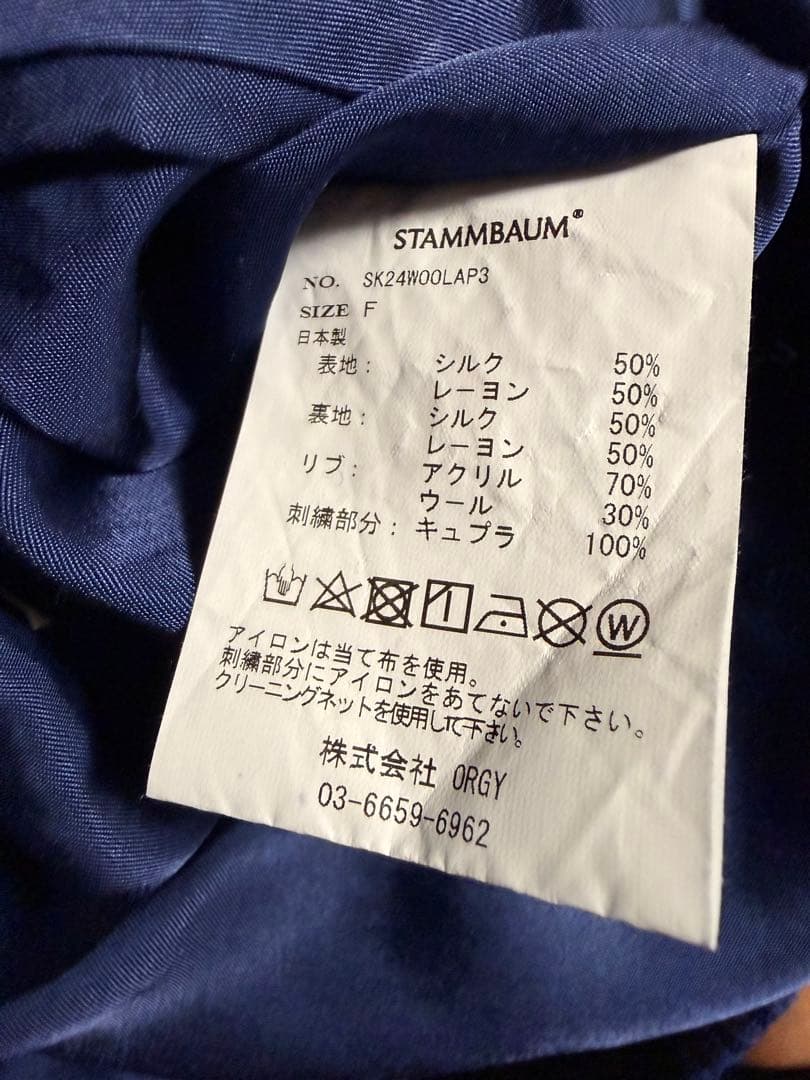 STAMMBAUM®
NO. SK24WOOLAP3
SIZE F
日本製
表地: シルク 50%
レーヨン 50%
裏地: シルク 50%
レーヨン 50%
リブ: アクリル 70%
ウール 30%
刺繍部分: キュプラ 100%
1 W
アイロンは当て布を使用。
刺繍部分にアイロンをあてないで下さい。
クリーニングネットを使用して下さい。
株式会社 ORGY
03-6659-6962